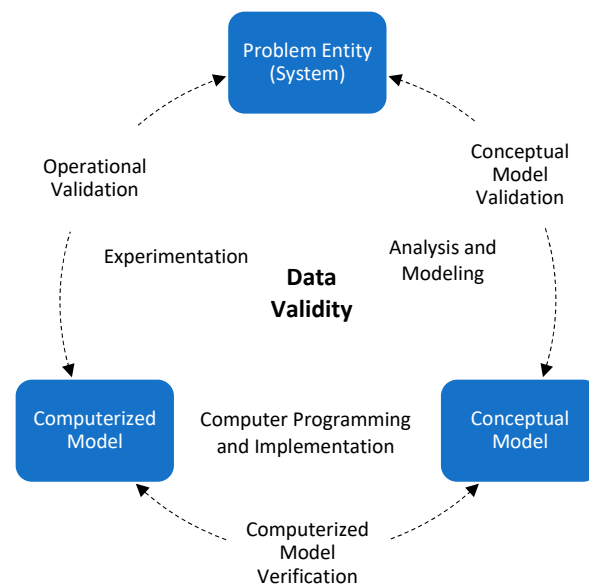 Problem Entity
(System)
Operational
Validation
Conceptual
Model
Validation
Experimentation
Analysis and
Modeling
Data
Validity
Computerized
Model
Computer Programming
and Implementation
Conceptual
Model
Computerized
Model
Verification